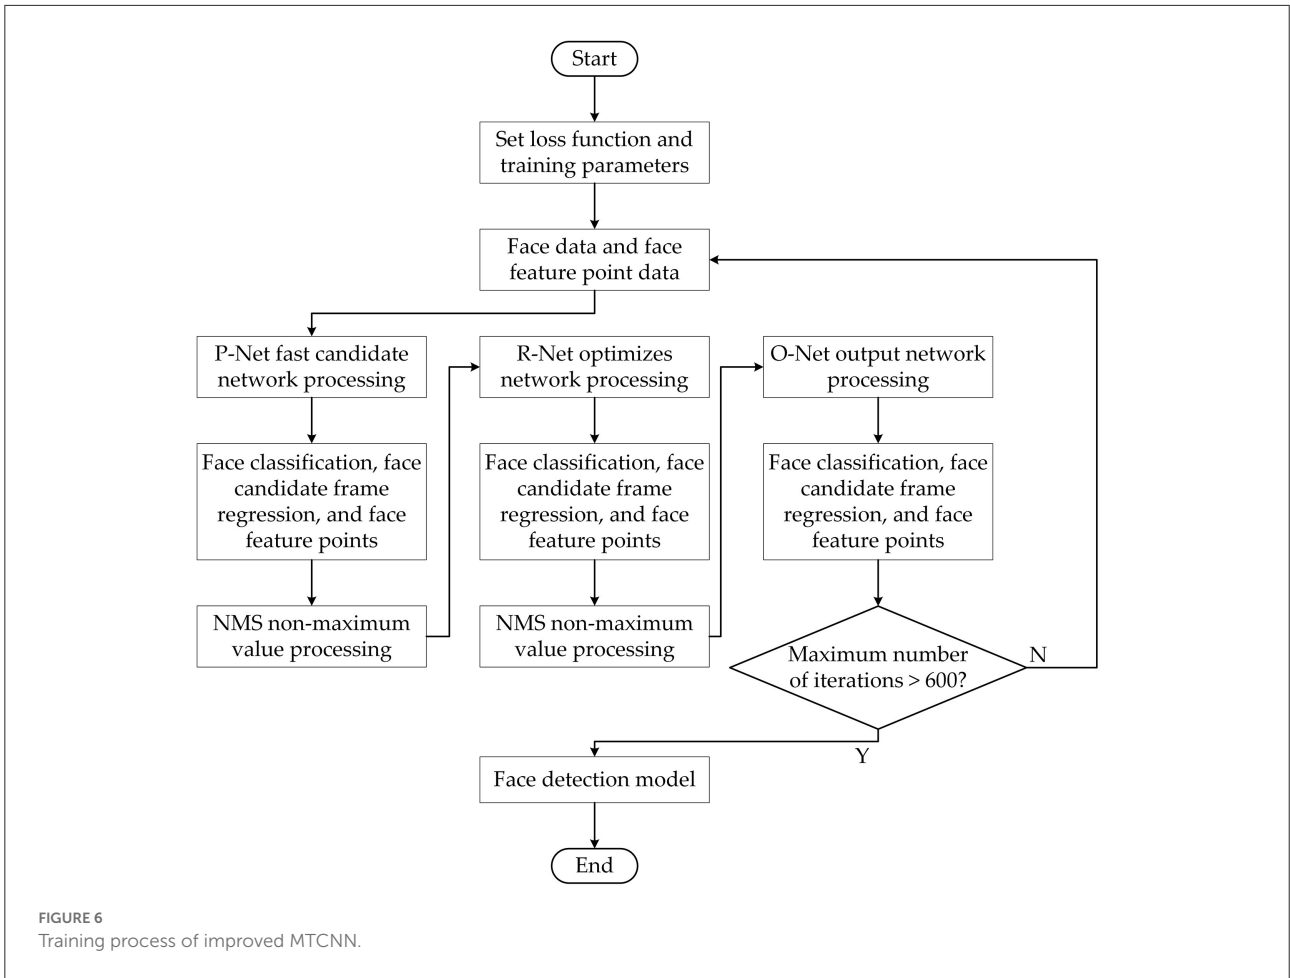 Start
Set loss function and
training parameters
Face data and face
feature point data
P-Net fast candidate
network processing
R-Net optimizes
network processing
O-Net output network
processing
Face classification, face
candidate frame
regression, and face
feature points
Face classification, face
candidate frame
regression, and face
feature points
Face classification, face
candidate frame
regression, and face
feature points
NMS non-maximum
value processing
NMS non-maximum
value processing
Maximum number
of iterations > 600?
N
Y
Face detection model
End
FIGURE 6
Training process of improved MTCNN.